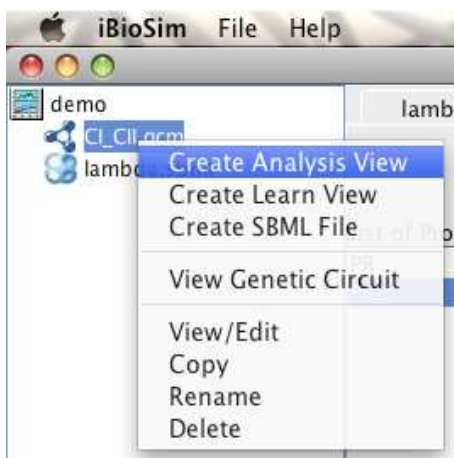 iBioSim File Help
demo
lamb
CI_CII.gcm
Create Analysis View
Create Learn View
Create SBML File
View Genetic Circuit
View/Edit
Copy
Rename
Delete